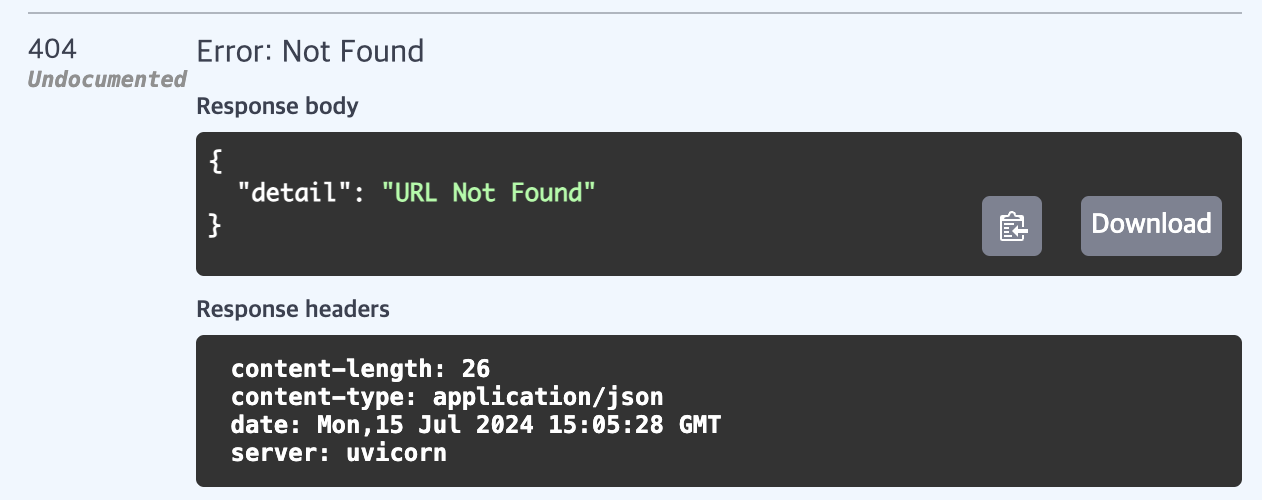 404
Undocumented
Error: Not Found
Response body
{
  "detail": "URL Not Found"
}
Download
Response headers
content-length: 26
content-type: application/json
date: Mon,15 Jul 2024 15:05:28 GMT
server: uvicorn